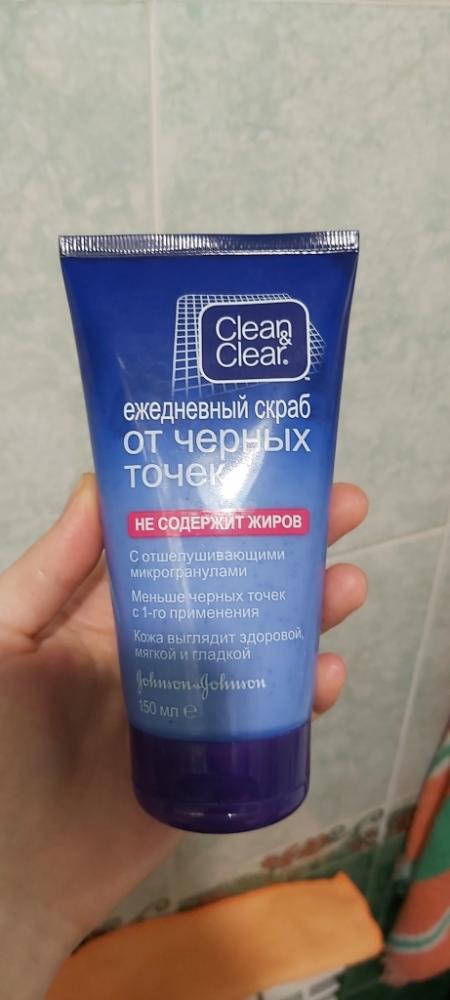 Clean &
Clear.
ежедневный скраб
от черных
точек
НЕ СОДЕРЖИТ ЖИРОВ
С отшелушивающими
микрогранулами
Меньше черных точек
с 1-го применения
Кожа выглядит здоровой,
мягкой и гладкой
Johnson & Johnson
150 мл ℮